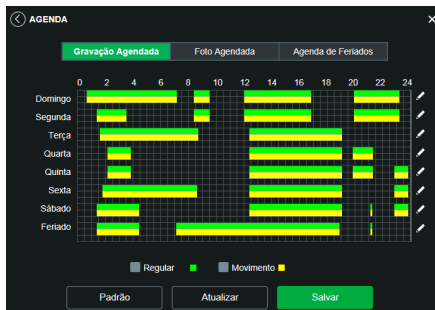 AGENDA
Gravação Agendada Foto Agendada Agenda de Feriados
0 2 4 6 8 10 12 14 16 18 20 22 24
Domingo
Segunda
Terça
Quarta
Quinta
Sexta
Sábado
Feriado
Regular Movimento
Padrão Atualizar Salvar